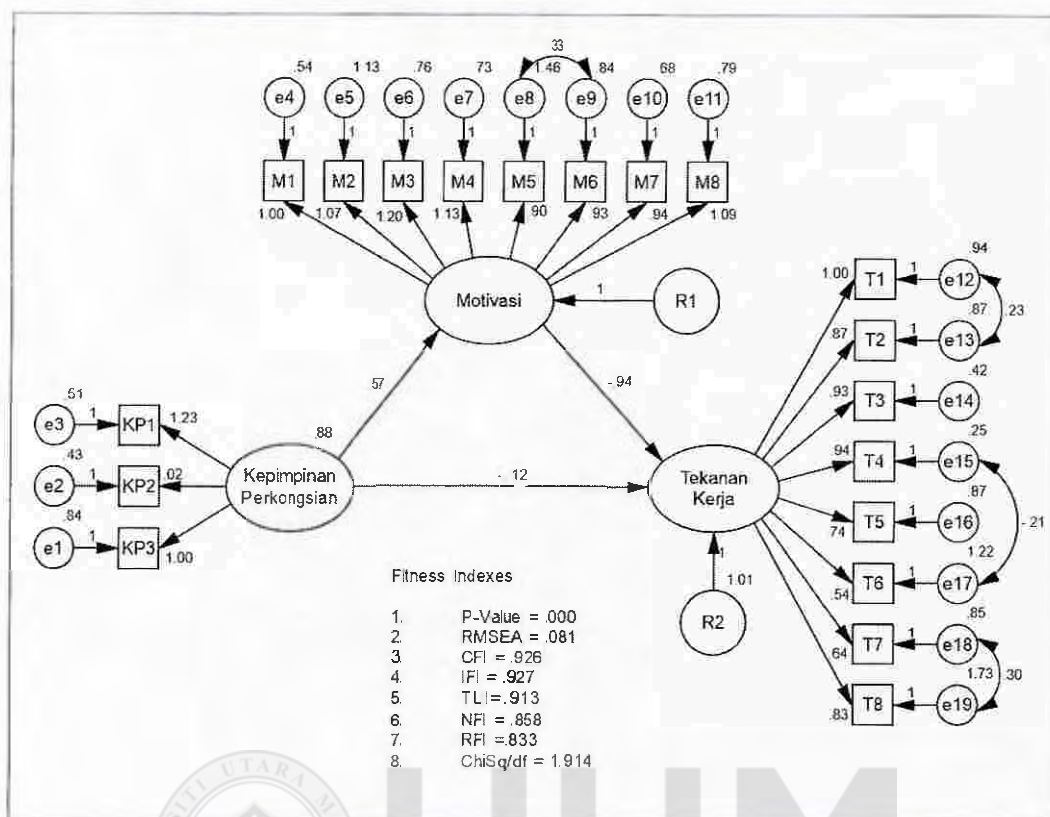 33
.54 1.13 .76 .73 1.46 .84 .68 .79
e4 e5 e6 e7 e8 e9 e10 e11
1 1 1 1 1 1 1 1
M1 M2 M3 M4 M5 M6 M7 M8
1.00 1.07 1.20 1.13 .90 .93 .94 1.09
Motivasi
1
R1
57
-.94
.51
e3 1 KP1 1.23
.43
e2 1 KP2 .02
.84
e1 1 KP3 1.00
.88
Kepimpinan
Perkongsian
-.12
Tekanan
Kerja
1
1.01
R2
.94
1.00 T1 1 e12
.87 .23
.87 T2 1 e13
.42
.93 T3 1 e14
.25
.94 T4 1 e15
.87
74 T5 1 e16
-.21
1.22
.54 T6 1 e17
.85
.64 T7 1 e18
1.73 .30
.83 T8 1 e19
Fitness Indexes
1. P-Value = .000
2. RMSEA = .081
3. CFI = .926
4. IFI = .927
5. TLI=.913
6. NFI = .858
7. RFI =.833
8. ChiSq/df = 1.914
SITI UTARA M
UUM